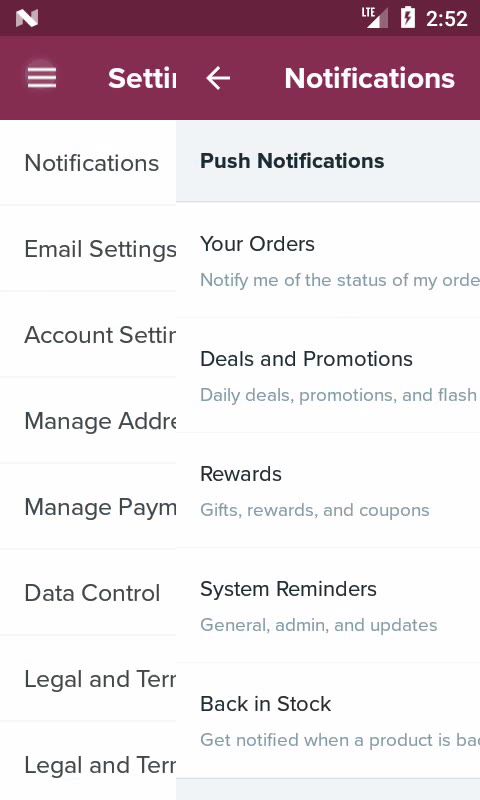 LTE 2:52
Settin
Notifications
Email Settings
Account Settin
Manage Addre
Manage Paym
Data Control
Legal and Terr
Legal and Terr
Notifications
Push Notifications
Your Orders
Notify me of the status of my orde
Deals and Promotions
Daily deals, promotions, and flash
Rewards
Gifts, rewards, and coupons
System Reminders
General, admin, and updates
Back in Stock
Get notified when a product is bac